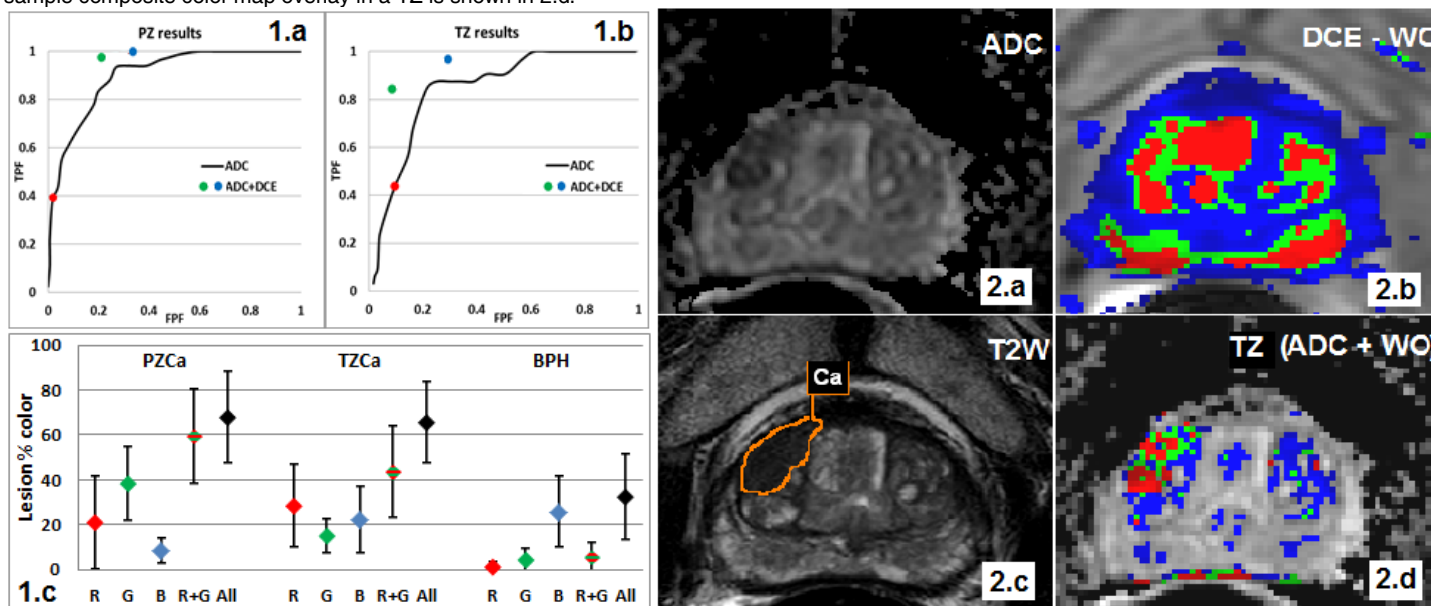 sample composite color map overlay in a TZ is shown in 2.d.
PZ results
1.a
1
0.8
0.6
0.4
0.2
0
TPF
ADC
ADC+DCE
0
0.2
0.4
0.6
0.8
1
FPF
TZ results
1.b
1
0.8
0.6
0.4
0.2
0
TPF
ADC
ADC+DCE
0
0.2
0.4
0.6
0.8
1
FPF
ADC
2.a
DCE - WO
2.b
100
80
60
40
20
0
Lesion % color
PZCa
TZCa
BPH
R G B R+G All R G B R+G All R G B R+G All
1.c
T2W
Ca
2.c
TZ (ADC + WO)
2.d